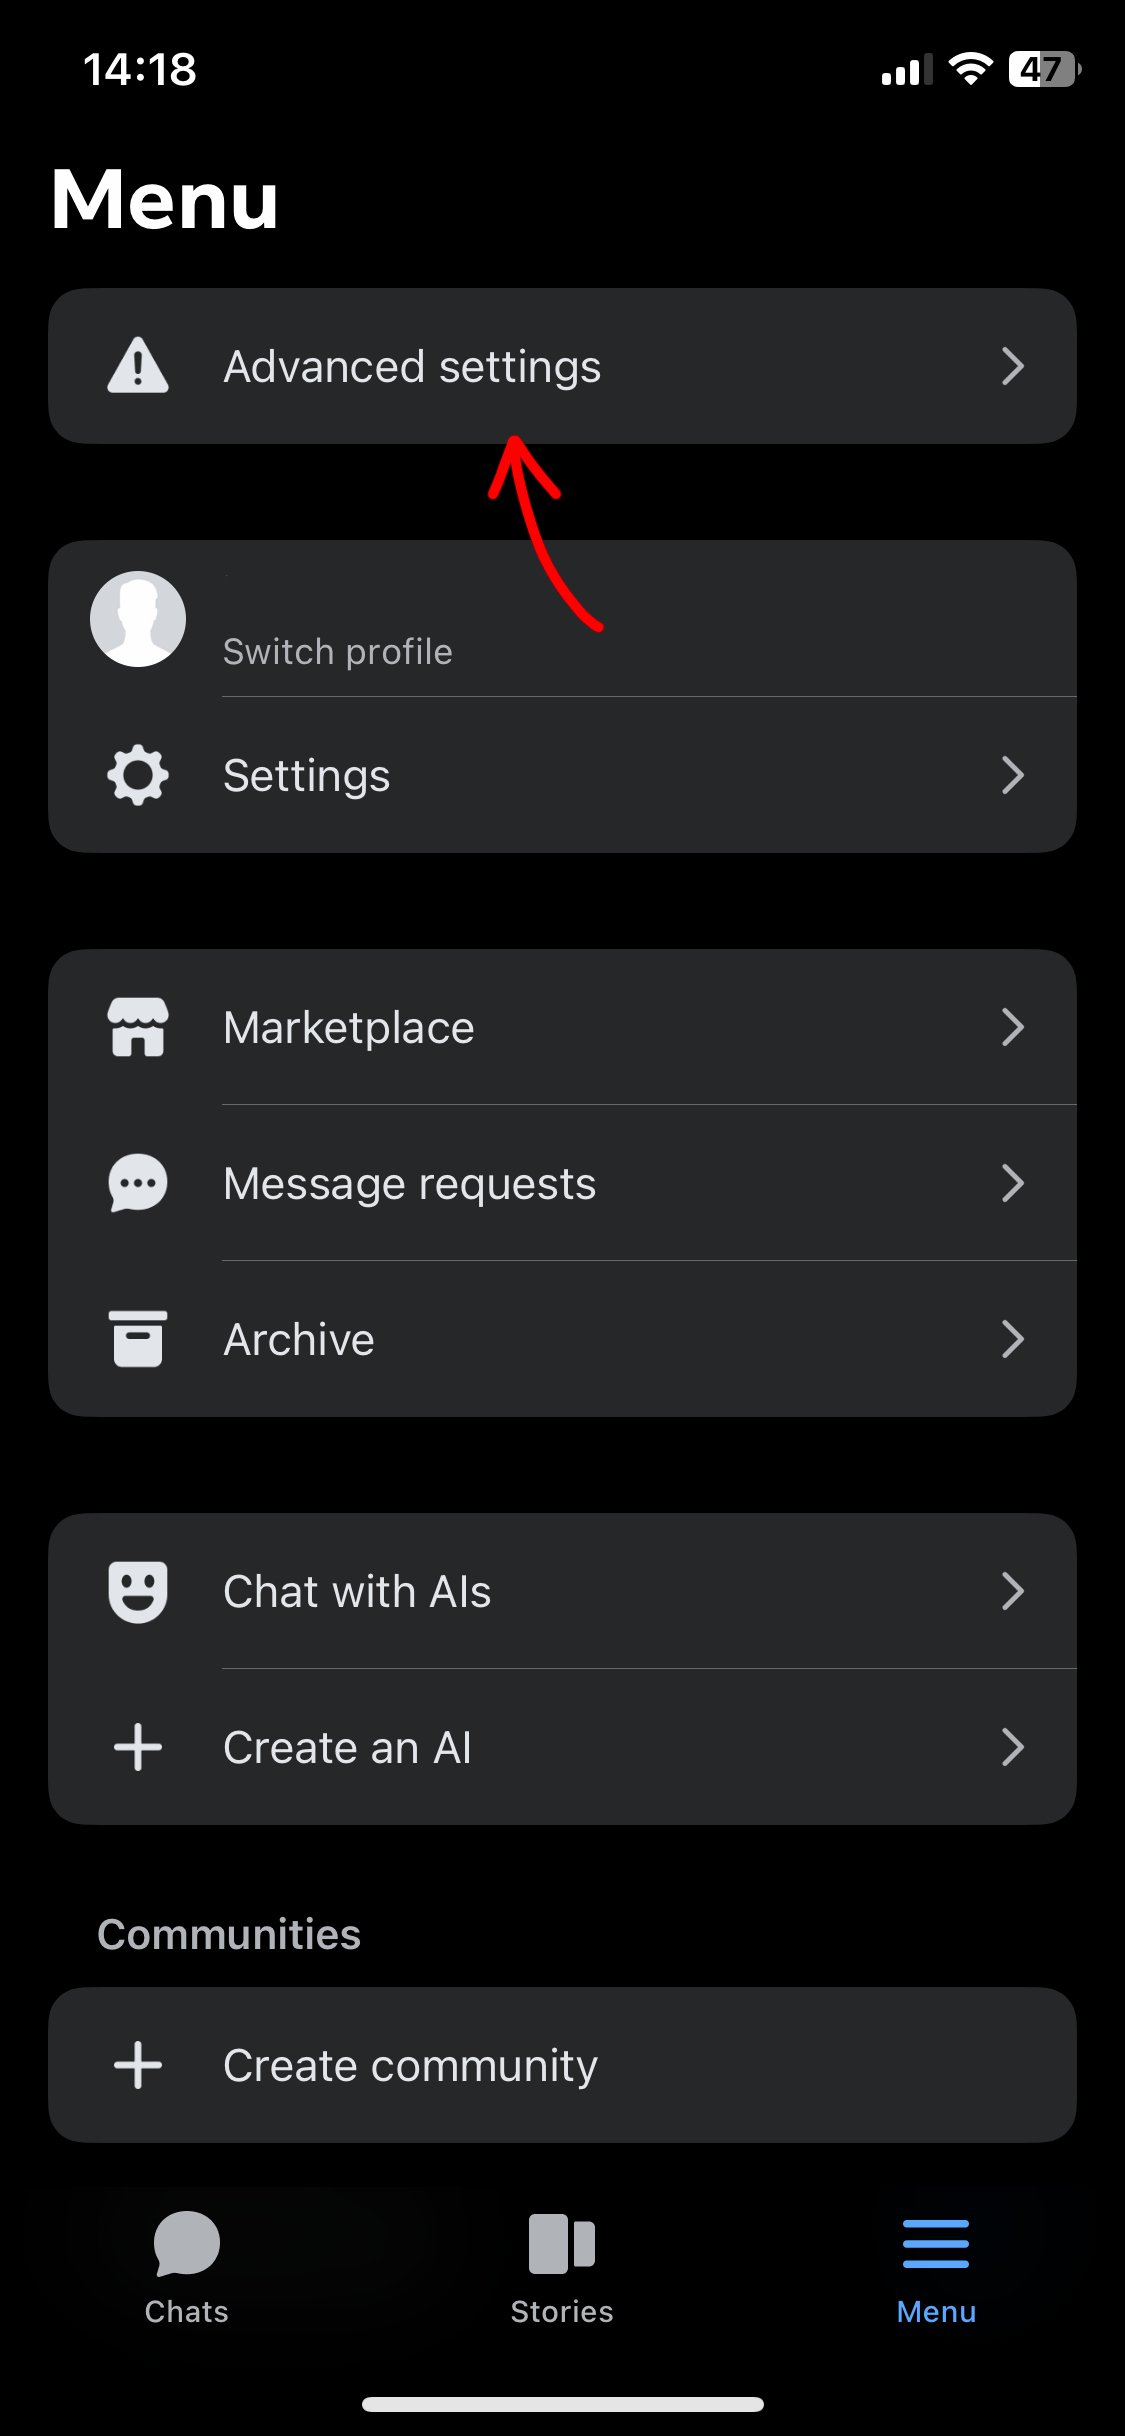 14:18
47
Menu
Advanced settings
Switch profile
Settings
Marketplace
Message requests
Archive
Chat with AIs
Create an AI
Communities
Create community
Chats
Stories
Menu